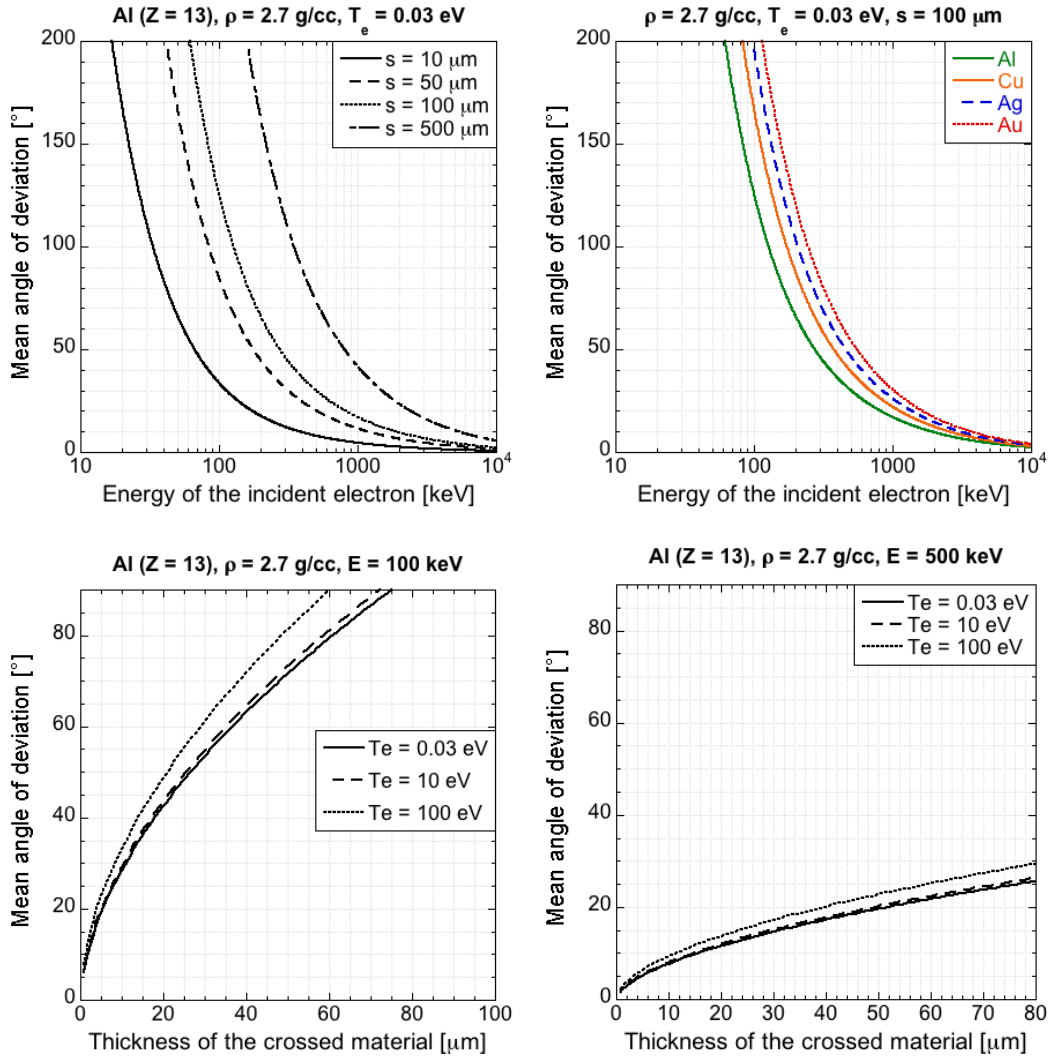 Al (Z = 13), ρ = 2.7 g/cc, T_e = 0.03 keV
200
150
100
50
0
Mean angle of deviation [°]
s = 10 μm
s = 50 μm
s = 100 μm
s = 500 μm
10
100
1000
10⁴
Energy of the incident electron [keV]
ρ = 2.7 g/cc, T_e = 0.03 eV, s = 100 μm
200
150
100
50
0
Mean angle of deviation [°]
Al
Cu
Ag
Au
10
100
1000
10⁴
Energy of the incident electron [keV]
Al (Z = 13), ρ = 2.7 g/cc, E = 100 keV
80
60
40
20
0
Mean angle of deviation [°]
Te = 0.03 eV
Te = 10 eV
Te = 100 eV
0
20
40
60
80
100
Thickness of the crossed material [μm]
Al (Z = 13), ρ = 2.7 g/cc, E = 500 keV
80
60
40
20
0
Mean angle of deviation [°]
Te = 0.03 eV
Te = 10 eV
Te = 100 eV
0
10
20
30
40
50
60
70
80
Thickness of the crossed material [μm]